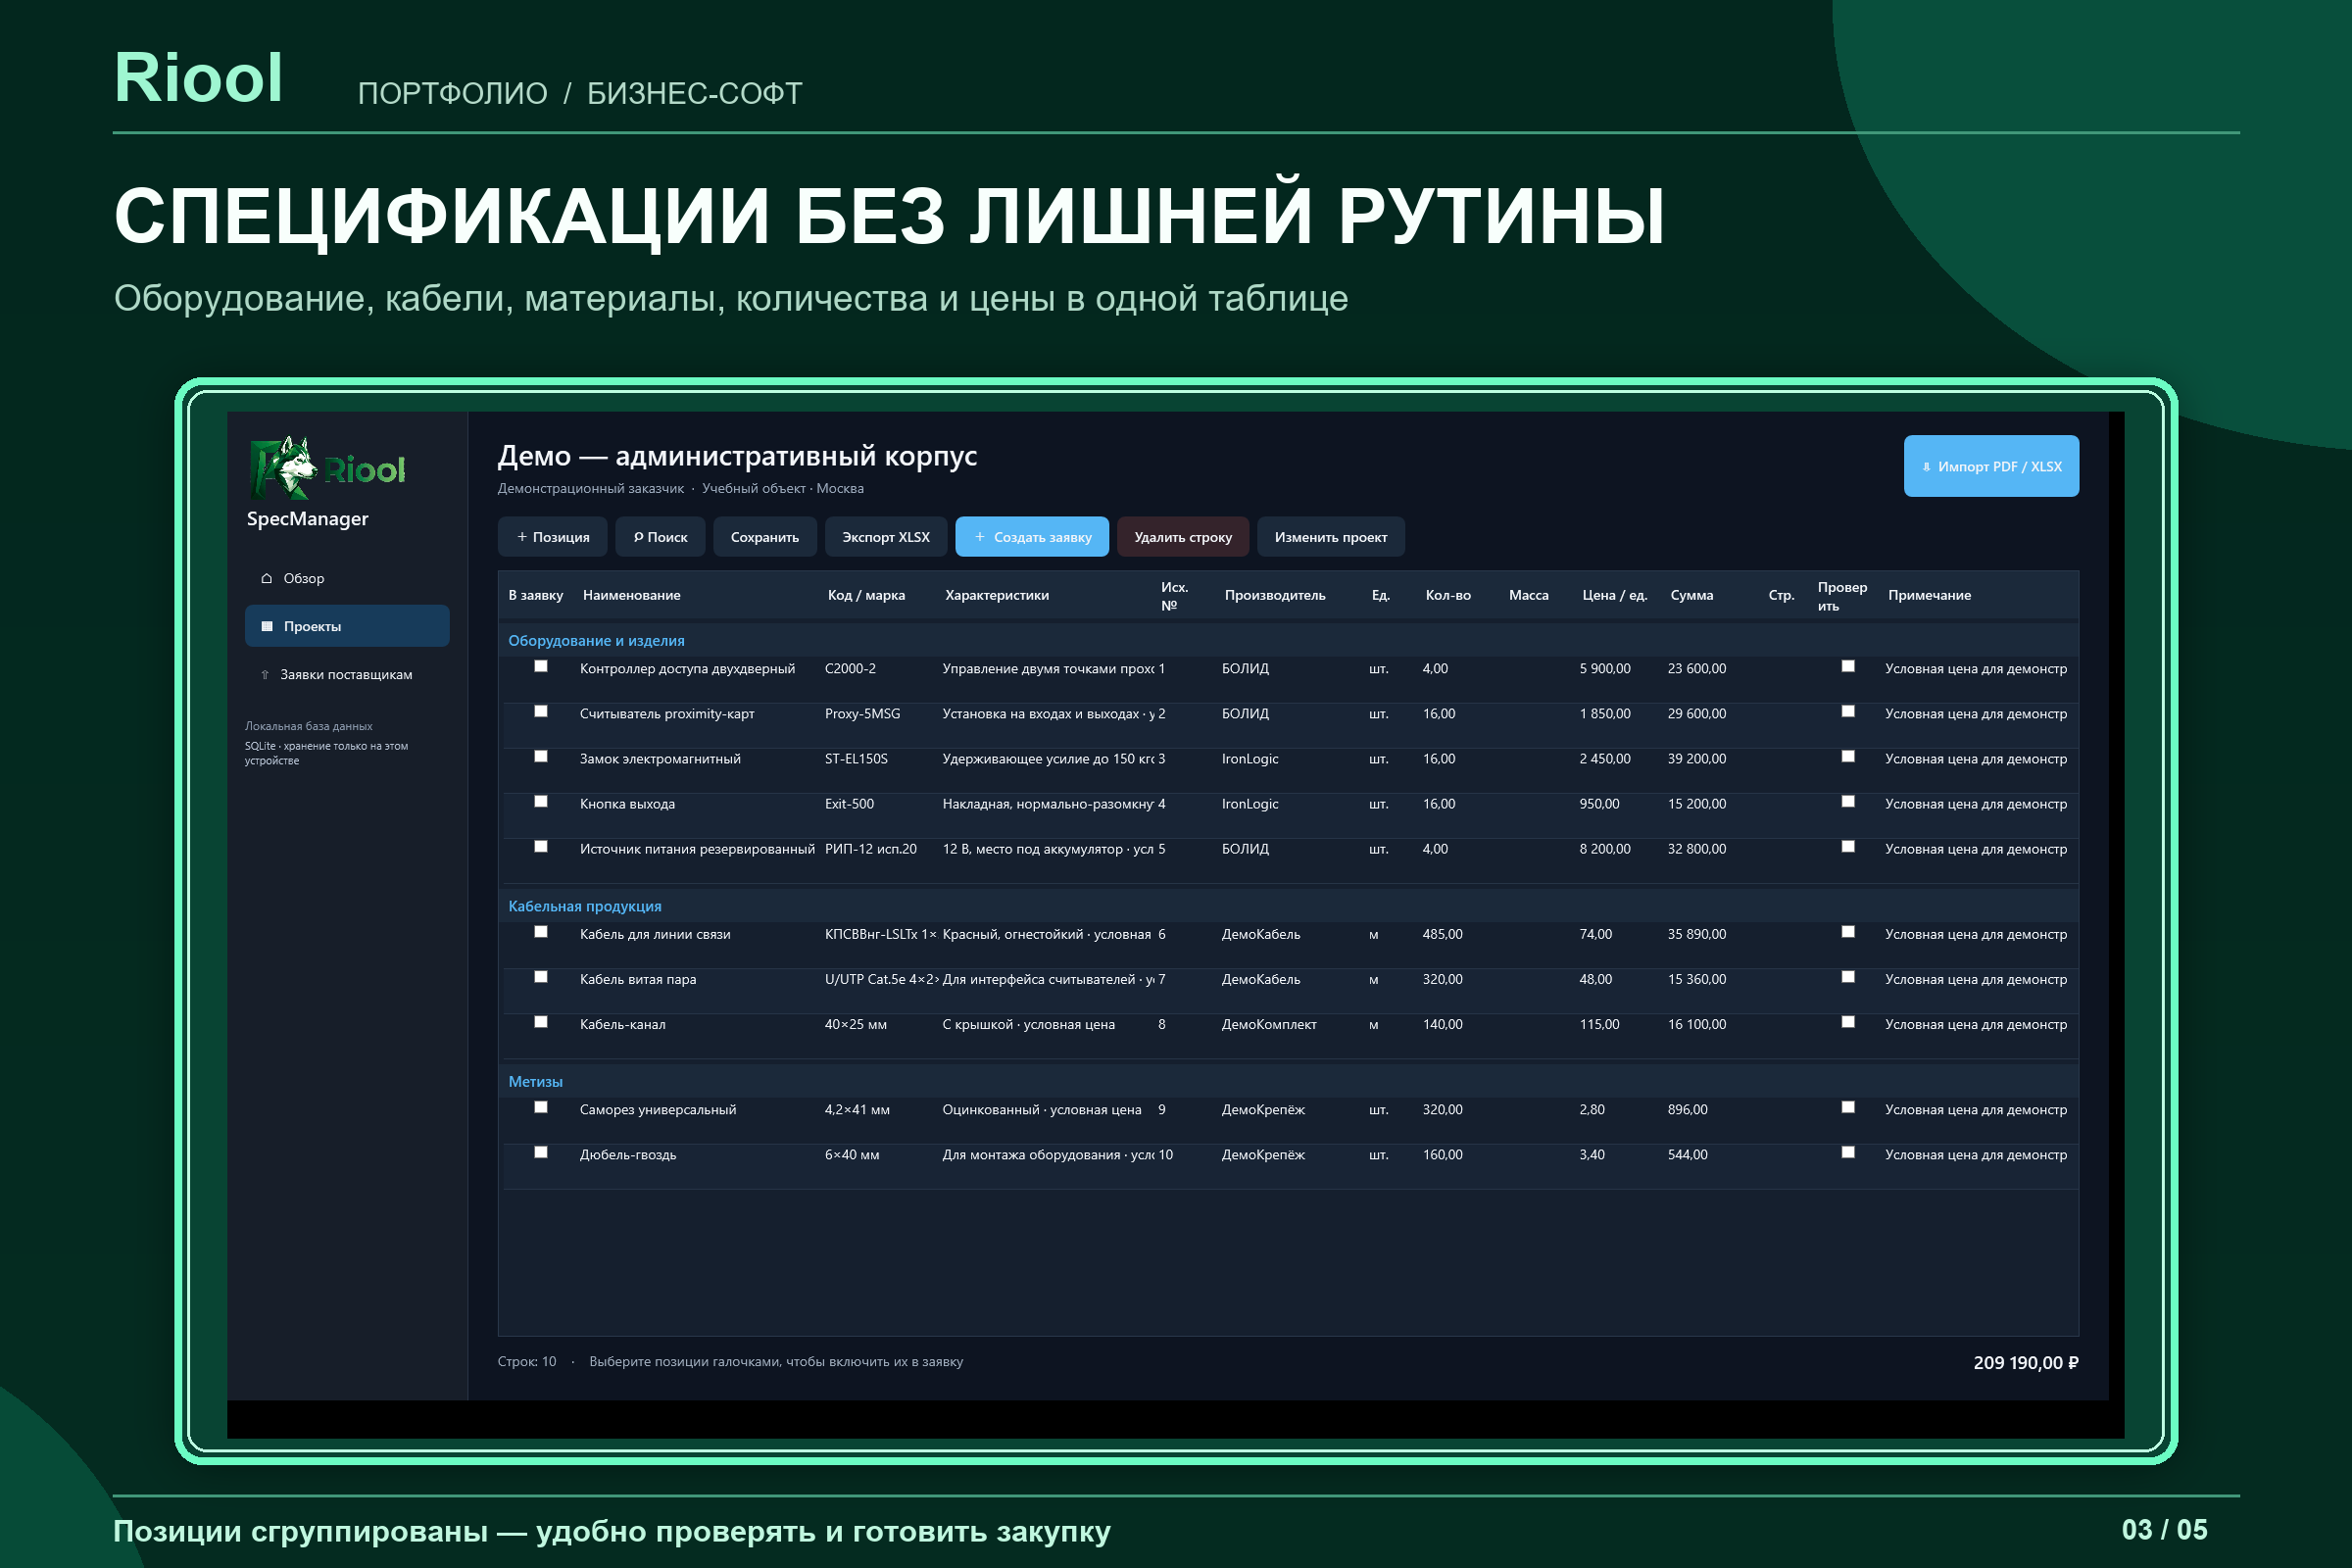 Riool
ПОРТФОЛИО / БИЗНЕС-СОФТ
СПЕЦИФИКАЦИИ БЕЗ ЛИШНЕЙ РУТИНЫ
Оборудование, кабели, материалы, количества и цены в одной таблице
Riool
SpecManager
Обзор
Проекты
Заявки поставщикам
Локальная база данных
SQLite · хранение только на этом
устройстве
Демо — административный корпус
Демонстрационный заказчик · Учебный объект · Москва
Импорт PDF / XLSX
+ Позиция Поиск Сохранить Экспорт XLSX + Создать заявку Удалить строку Изменить проект
В заявку Наименование Код / марка Характеристики Исх. № Производитель Ед. Кол-во Масса Цена / ед. Сумма Стр. Проверить Примечание
Оборудование и изделия
Контроллер доступа двухдверный С2000-2 Управление двумя точками прохо 1 БОЛИД шт. 4,00 5 900,00 23 600,00 Условная цена для демонстр
Считыватель proximity-карт Proxy-5MSG Установка на входах и выходах · у 2 БОЛИД шт. 16,00 1 850,00 29 600,00 Условная цена для демонстр
Замок электромагнитный ST-EL150S Удерживающее усилие до 150 кгс 3 IronLogic шт. 16,00 2 450,00 39 200,00 Условная цена для демонстр
Кнопка выхода Exit-500 Накладная, нормально-разомкну 4 IronLogic шт. 16,00 950,00 15 200,00 Условная цена для демонстр
Источник питания резервированный РИП-12 исп.20 12 В, место под аккумулятор · усл 5 БОЛИД шт. 4,00 8 200,00 32 800,00 Условная цена для демонстр
Кабельная продукция
Кабель для линии связи КПСВВнг-LSLTx 1× Красный, огнестойкий · условная 6 ДемоКабель м 485,00 74,00 35 890,00 Условная цена для демонстр
Кабель витая пара U/UTP Cat.5e 4×2× Для интерфейса считывателей · ус 7 ДемоКабель м 320,00 48,00 15 360,00 Условная цена для демонстр
Кабель-канал 40×25 мм С крышкой · условная цена 8 ДемоКомплект м 140,00 115,00 16 100,00 Условная цена для демонстр
Метизы
Саморез универсальный 4,2×41 мм Оцинкованный · условная цена 9 ДемоКрепёж шт. 320,00 2,80 896,00 Условная цена для демонстр
Дюбель-гвоздь 6×40 мм Для монтажа оборудования · усло 10 ДемоКрепёж шт. 160,00 3,40 544,00 Условная цена для демонстр
Строк: 10 · Выберите позиции галочками, чтобы включить их в заявку
209 190,00 ₽
Позиции сгруппированы — удобно проверять и готовить закупку
03 / 05